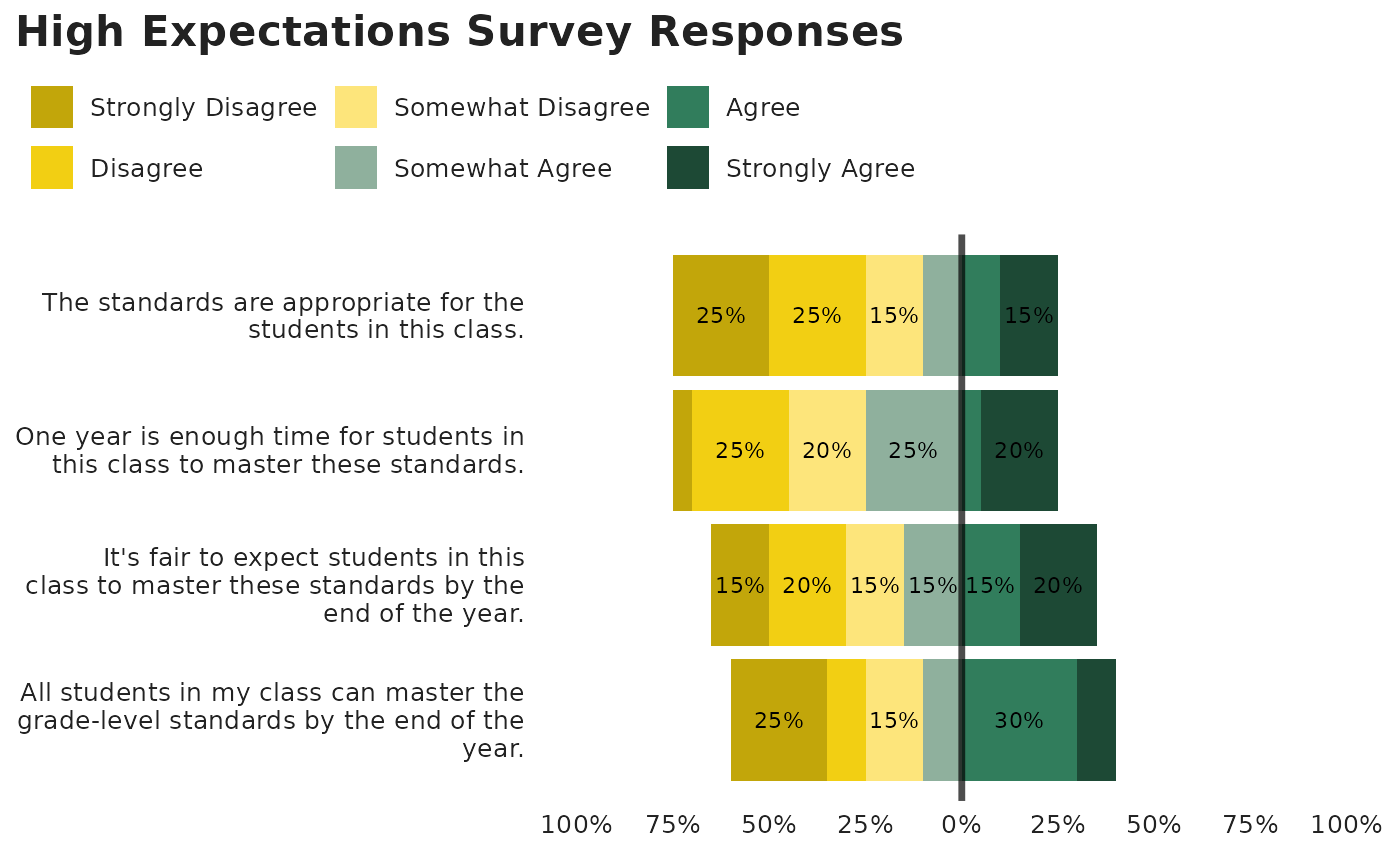 High Expectations Survey Responses
Strongly Disagree
Somewhat Disagree
Agree
Disagree
Somewhat Agree
Strongly Agree
The standards are appropriate for the
students in this class.
25% 25% 15% 15%
One year is enough time for students in
this class to master these standards.
25% 20% 25% 20%
It's fair to expect students in this
class to master these standards by the
end of the year.
15% 20% 15% 15% 15% 20%
All students in my class can master the
grade-level standards by the end of the
year.
25% 15% 30%
100% 75% 50% 25% 0% 25% 50% 75% 100%